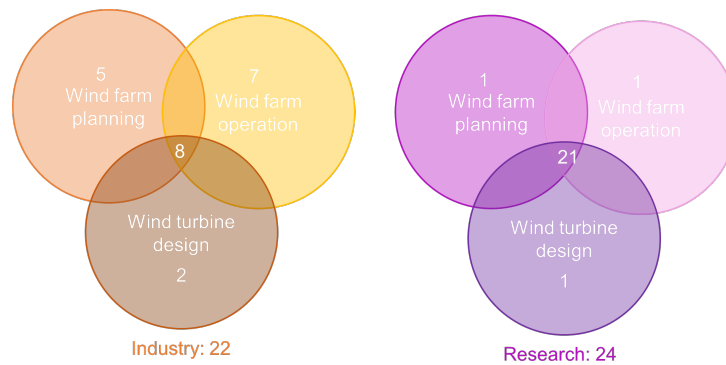 5
Wind farm
planning
7
Wind farm
operation
8
Wind turbine
design
2
Industry: 22
1
Wind farm
planning
1
Wind farm
operation
21
Wind turbine
design
1
Research: 24